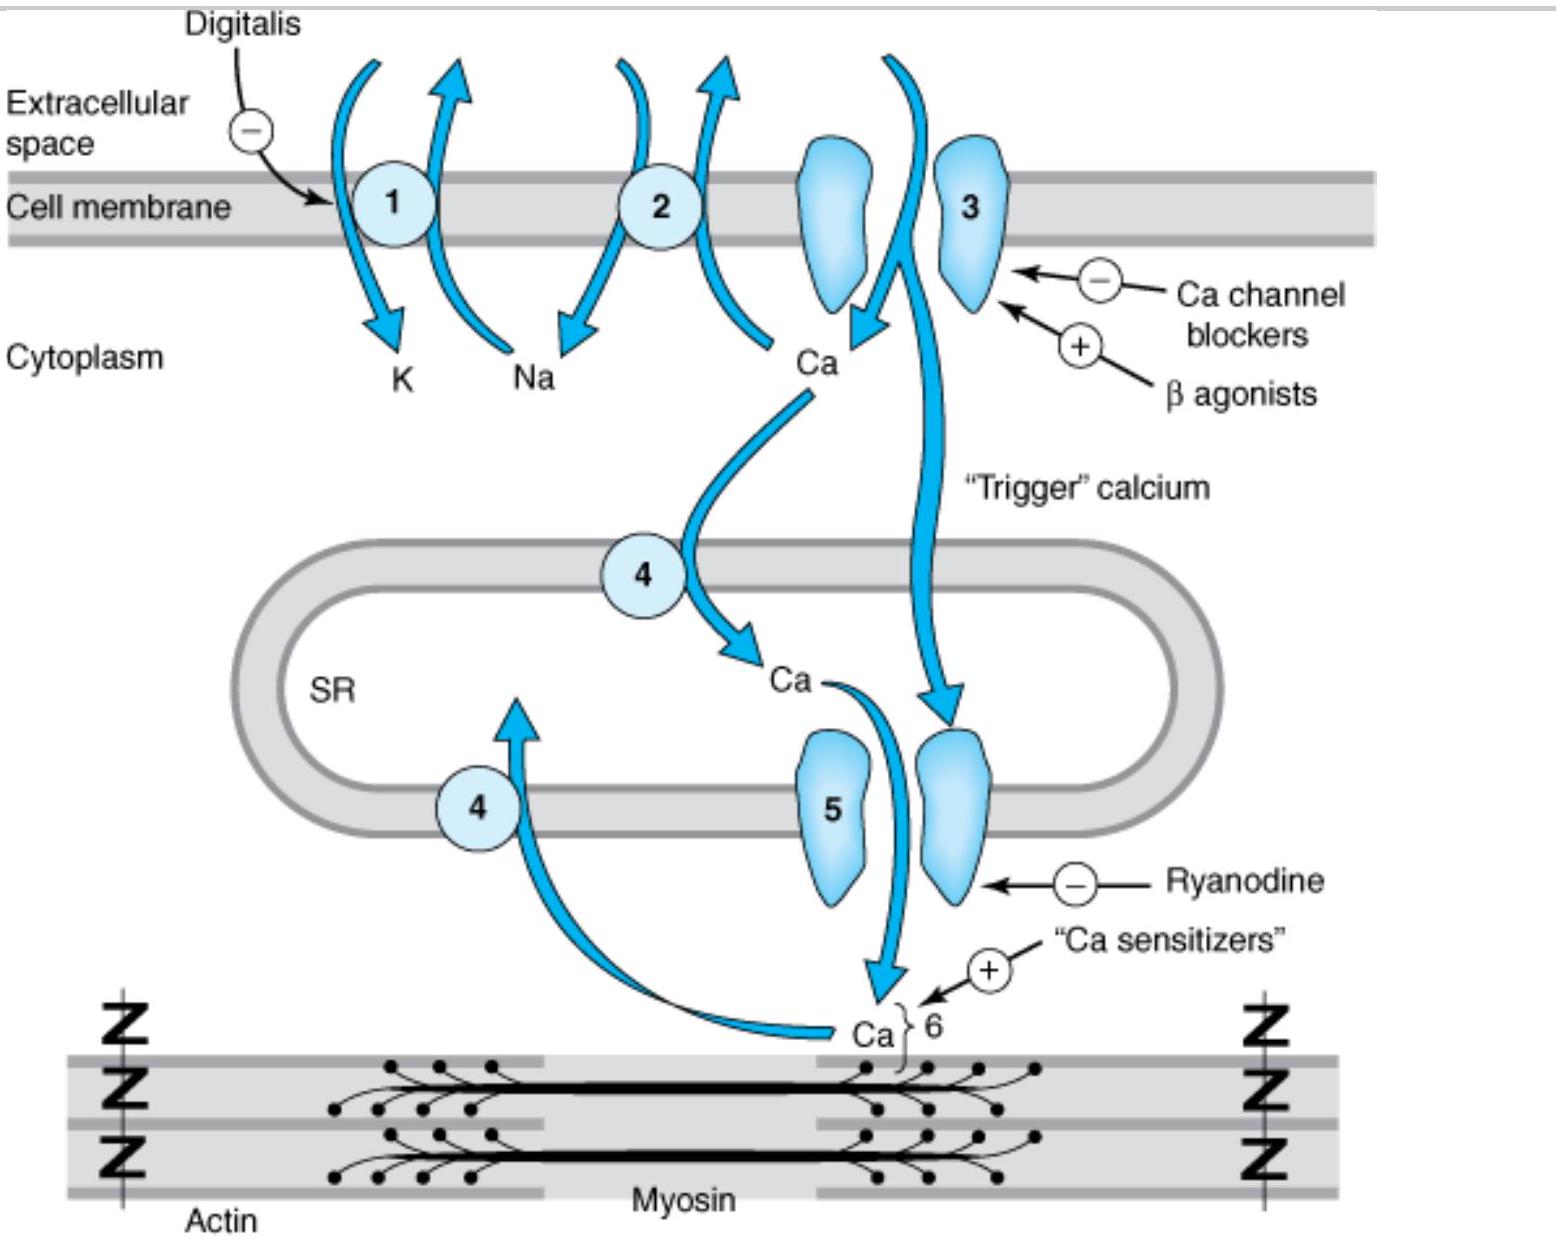 Digitalis
Extracellular
space
−
1
2
3
Cell membrane
−
Ca channel
blockers
+
β agonists
Cytoplasm
K
Na
Ca
“Trigger” calcium
4
SR
Ca
4
5
−
Ryanodine
“Ca sensitizers”
+
Ca } 6
Z
Z
Z
Z
Z
Z
Myosin
Actin